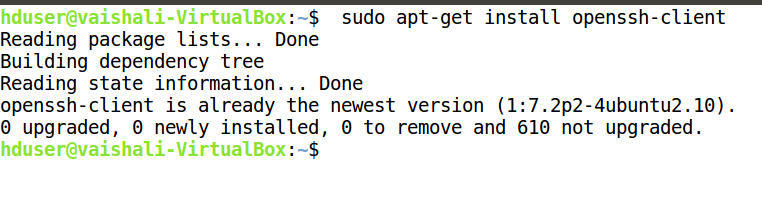 hduser@vaishali-VirtualBox:~$  sudo apt-get install openssh-client
Reading package lists... Done
Building dependency tree
Reading state information... Done
openssh-client is already the newest version (1:7.2p2-4ubuntu2.10).
0 upgraded, 0 newly installed, 0 to remove and 610 not upgraded.
hduser@vaishali-VirtualBox:~$